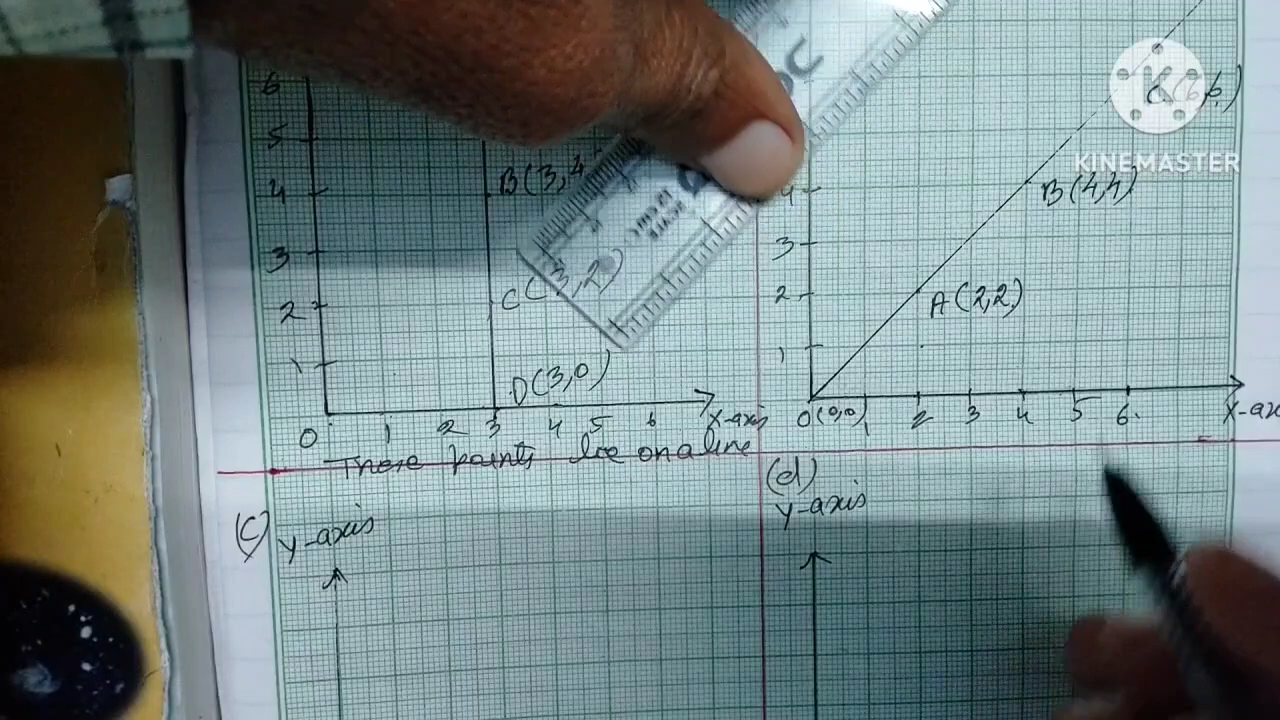 6
5
4
3
2
1
B(3,4
C(3,2)
D(3,0)
0 1 2 3 4 5 6 X-axis
These points lie on a line
4
3
2
1
(6,6)
B(4,4)
A(2,2)
0(0,0) 1 2 3 4 5 6 X-ax
(c) y-axis
(d)
y-axis
K
KINEMASTER